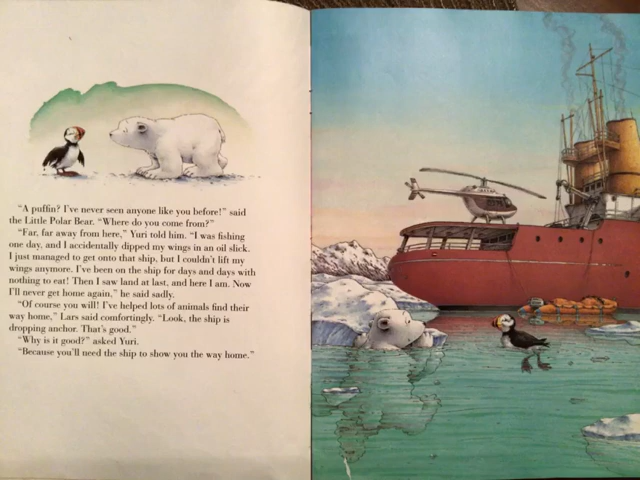 "A puffin? I've never seen anyone like you before!" said
the Little Polar Bear. "Where do you come from?"
"Far, far away from here," Yuri told him. "I was fishing
one day, and I accidentally dipped my wings in an oil slick.
I just managed to get onto that ship, but I couldn't lift my
wings anymore. I've been on the ship for days and days with
nothing to eat! Then I saw land at last, and here I am. Now
I'll never get home again," he said sadly.
"Of course you will! I've helped lots of animals find their
way home," Lars said comfortingly. "Look, the ship is
dropping anchor. That's good."
"Why is it good?" asked Yuri.
"Because you'll need the ship to show you the way home."